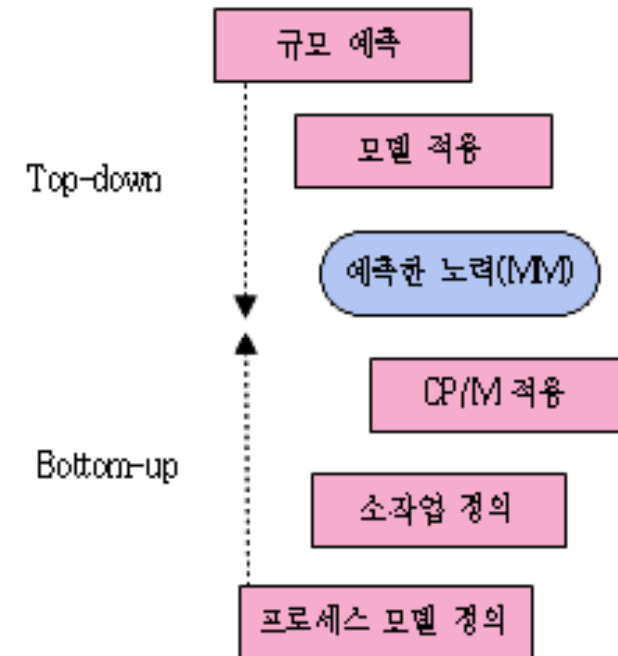 규모 예측
모델 적용
Top-down
예측한 노력(MM)
CP/M 적용
Bottom-up
소작업 정의
프로세스 모델 정의